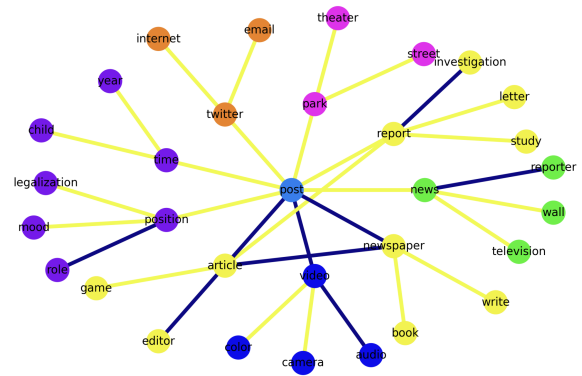 theater
email
internet
street
investigation
year
letter
park
twitter
child
report
study
time
reporter
legalization
post
news
wall
mood
position
newspaper
television
role
article
video
game
write
book
editor
color
camera
audio